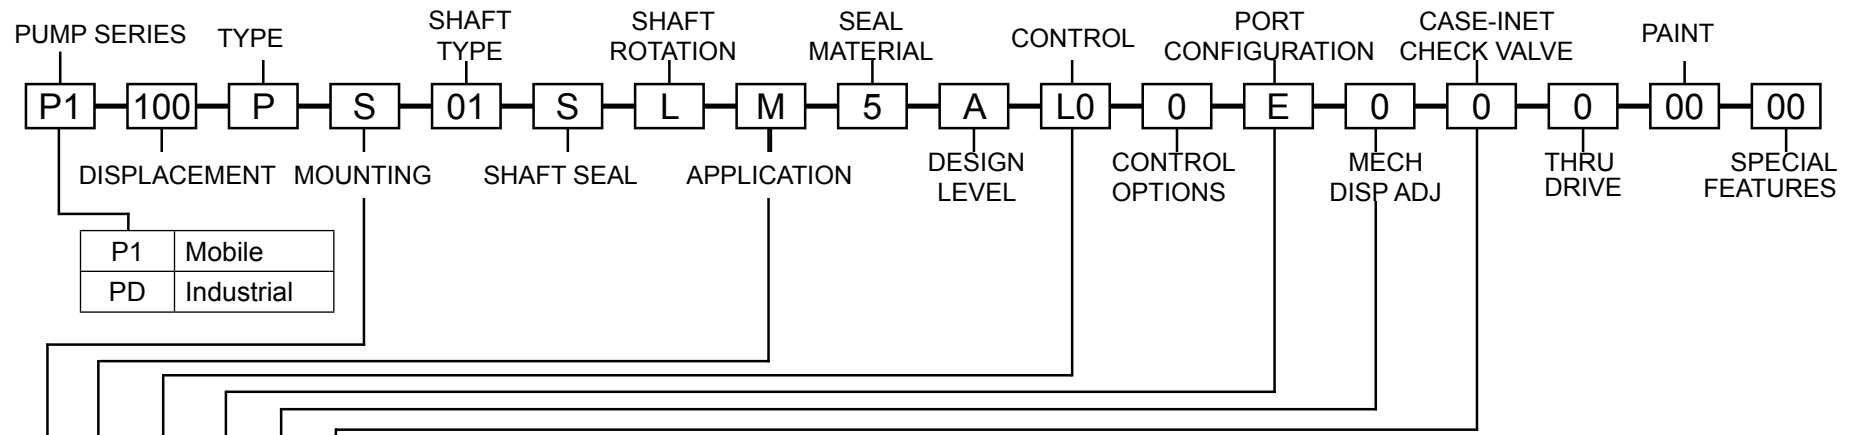 PUMP SERIES
TYPE
SHAFT
TYPE
SHAFT
ROTATION
SEAL
MATERIAL
CONTROL
PORT
CONFIGURATION
CASE-INET
CHECK VALVE
PAINT
P1 100 P S 01 S L M 5 A L0 0 E 0 0 0 00 00
DISPLACEMENT
MOUNTING
SHAFT SEAL
APPLICATION
DESIGN
LEVEL
CONTROL
OPTIONS
MECH
DISP ADJ
THRU
DRIVE
SPECIAL
FEATURES
P1 Mobile
PD Industrial